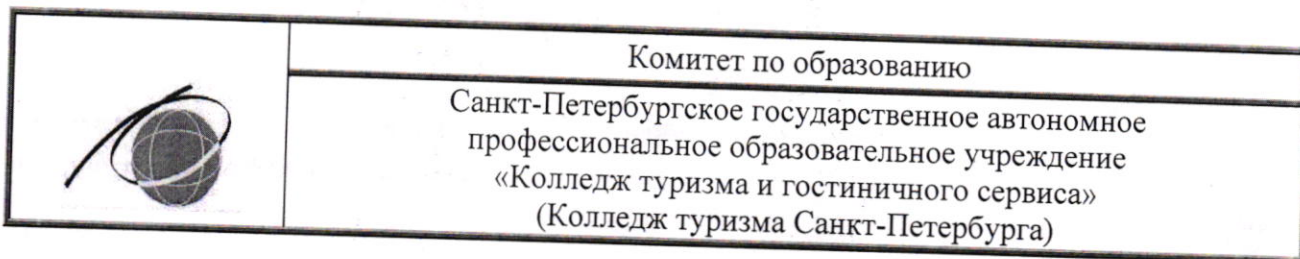 Комитет по образованию
Санкт-Петербургское государственное автономное
профессиональное образовательное учреждение
«Колледж туризма и гостиничного сервиса»
(Колледж туризма Санкт-Петербурга)